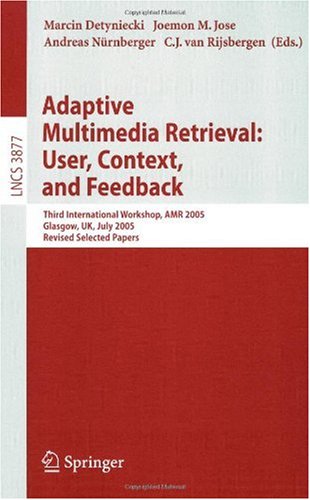 Marcin Detyniecki Joemon M. Jose
Andreas Nürnberger C.J. van Rijsbergen (Eds.)
LNCS 3877
Adaptive
Multimedia Retrieval:
User, Context,
and Feedback
Third International Workshop, AMR 2005
Glasgow, UK, July 2005
Revised Selected Papers
Springer